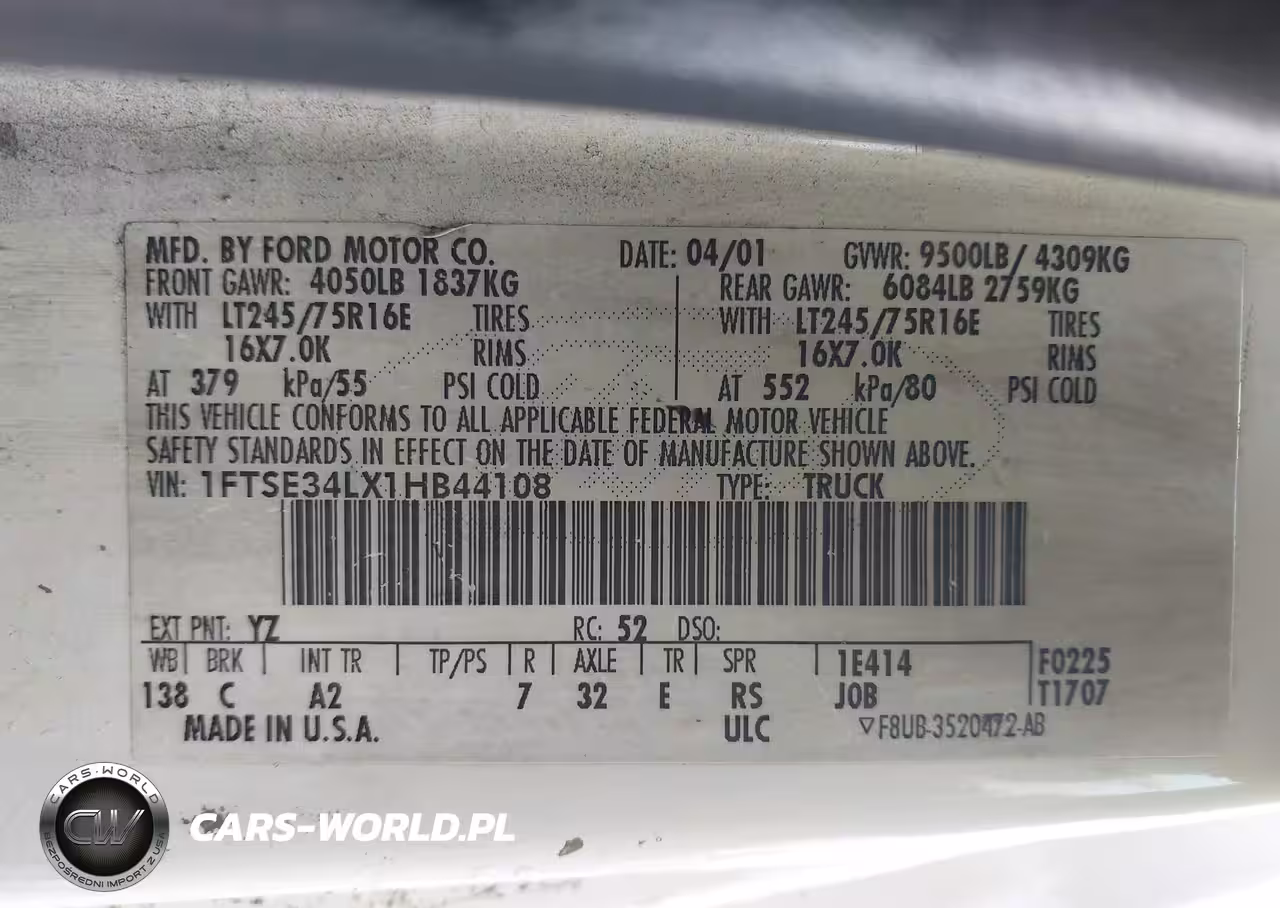 MFD. BY FORD MOTOR CO. DATE: 04/01 GVWR: 9500LB/ 4309KG
FRONT GAWR: 4050LB 1837KG REAR GAWR: 6084LB 2759KG
WITH LT245/75R16E TIRES WITH LT245/75R16E TIRES
16X7.0K RIMS 16X7.0K RIMS
AT 379 kPa/55 PSI COLD AT 552 kPa/80 PSI COLD
THIS VEHICLE CONFORMS TO ALL APPLICABLE FEDERAL MOTOR VEHICLE
SAFETY STANDARDS IN EFFECT ON THE DATE OF MANUFACTURE SHOWN ABOVE.
VIN: 1FTSE34LX1HB44108 TYPE: TRUCK
EXT PNT: YZ RC: 52 DSO:
WB BRK INT TR TP/PS R AXLE TR SPR 1E414 F0225
138 C A2 7 32 E RS JOB T1707
MADE IN U.S.A. ULC ▽F8UB-3520472-AB
CARS-WORLD
CW
BEZPOŚREDNI IMPORT Z USA
CARS-WORLD.PL